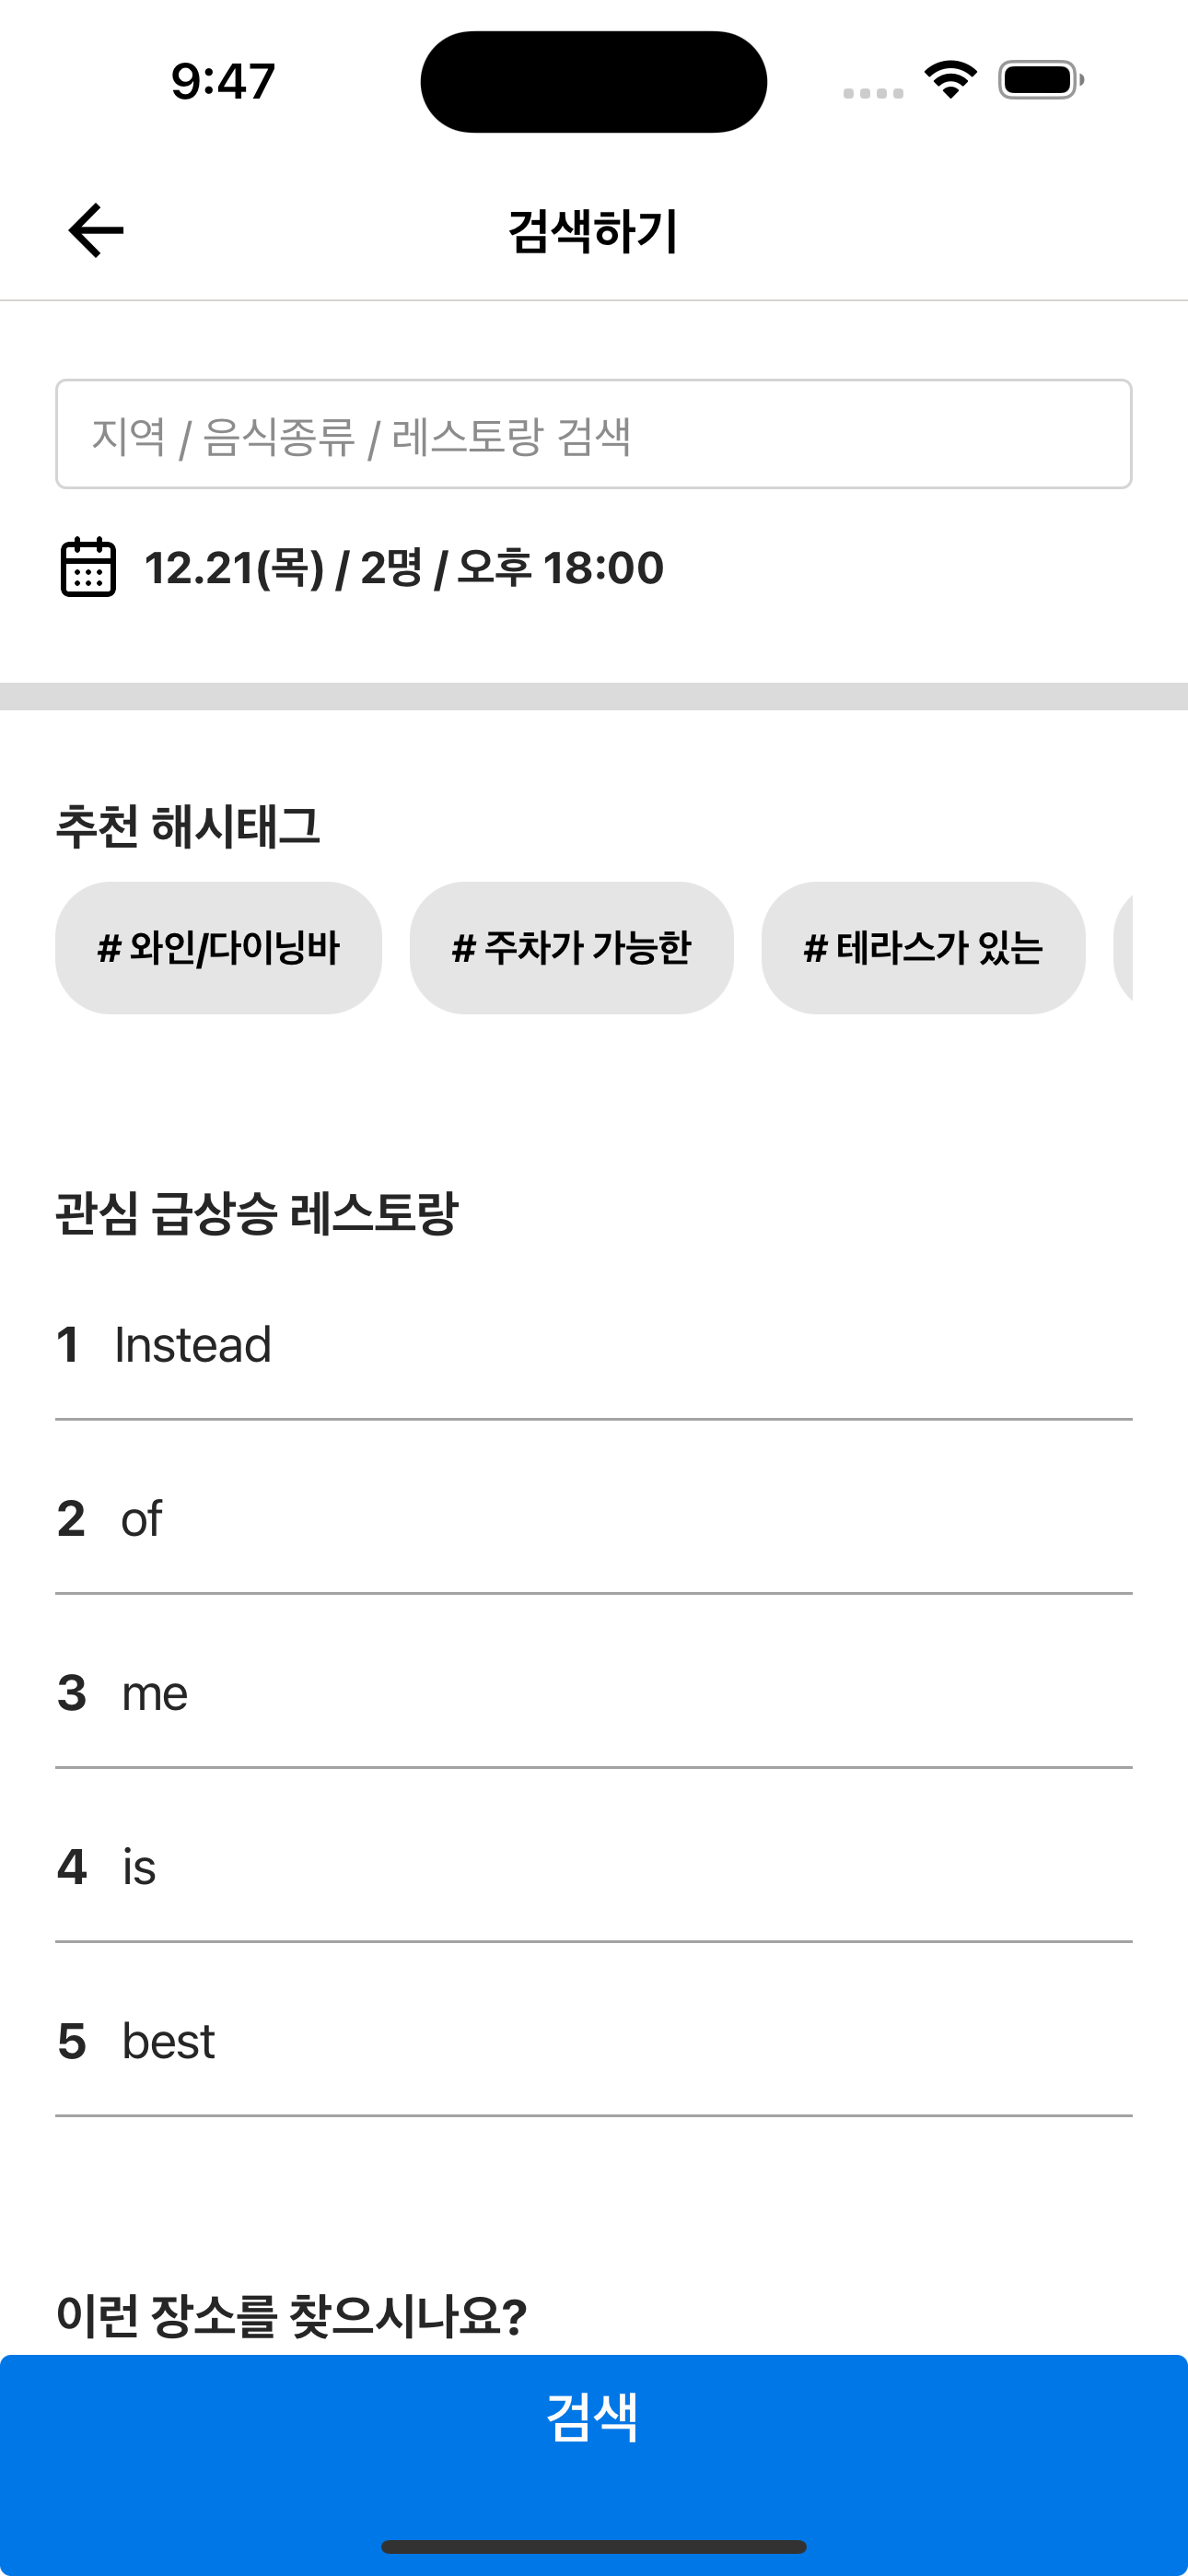 9:47
검색하기
지역 / 음식종류 / 레스토랑 검색
12.21(목) / 2명 / 오후 18:00
추천 해시태그
# 와인/다이닝바 # 주차가 가능한 # 테라스가 있는
관심 급상승 레스토랑
1 Instead
2 of
3 me
4 is
5 best
이런 장소를 찾으시나요?
검색